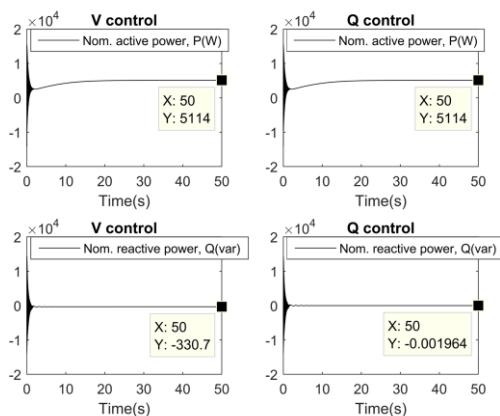 V control
×10^4
Nom. active power, P(W)
2
1
0
-1
-2
X: 50
Y: 5114
0 10 20 30 40 50
Time(s)
Q control
×10^4
Nom. active power, P(W)
2
1
0
-1
-2
X: 50
Y: 5114
0 10 20 30 40 50
Time(s)
V control
×10^4
Nom. reactive power, Q(var)
2
1
0
-1
-2
X: 50
Y: -330.7
0 10 20 30 40 50
Time(s)
Q control
×10^4
Nom. reactive power, Q(var)
2
1
0
-1
-2
X: 50
Y: -0.001964
0 10 20 30 40 50
Time(s)